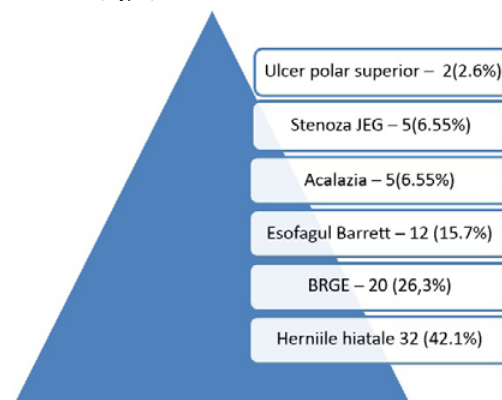 Ulcer polar superior – 2(2.6%)
Stenoza JEG – 5(6.55%)
Acalazia – 5(6.55%)
Esofagul Barrett – 12 (15.7%)
BRGE – 20 (26,3%)
Herniile hiatale 32 (42.1%)